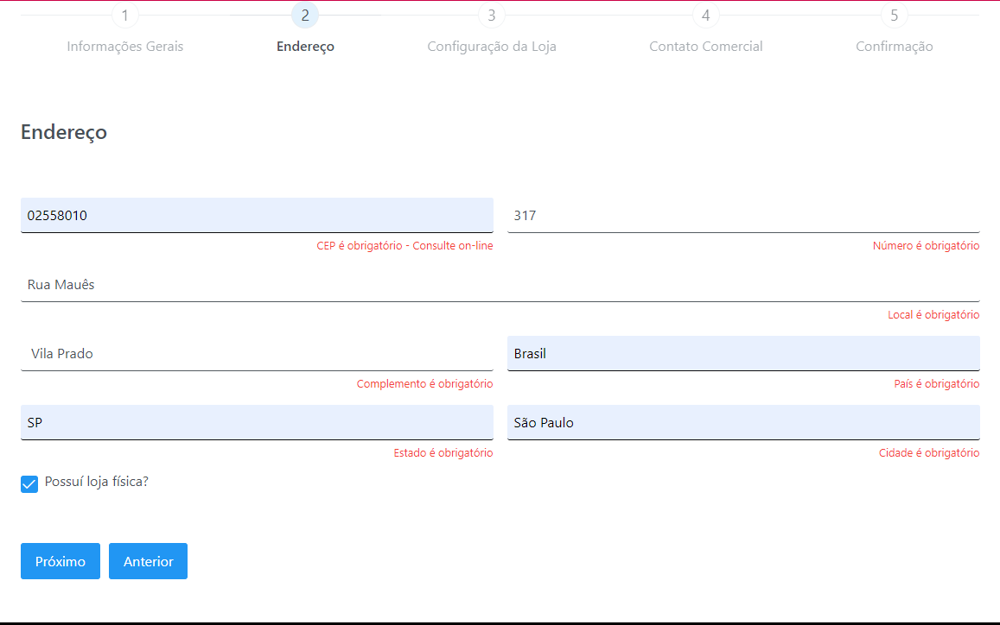 1 2 3 4 5
Informações Gerais Endereço Configuração da Loja Contato Comercial Confirmação
Endereço
02558010 317
CEP é obrigatório - Consulte on-line Número é obrigatório
Rua Mauês
Local é obrigatório
Vila Prado Brasil
Complemento é obrigatório País é obrigatório
SP São Paulo
Estado é obrigatório Cidade é obrigatório
Possuí loja física?
Próximo Anterior